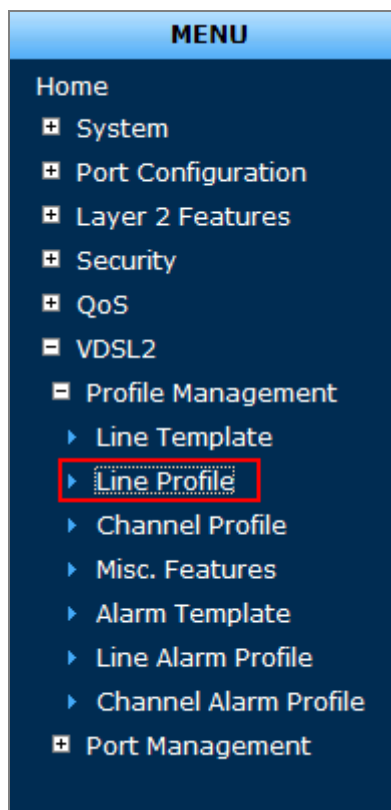 MENU
Home
System
Port Configuration
Layer 2 Features
Security
QoS
VDSL2
Profile Management
Line Template
Line Profile
Channel Profile
Misc. Features
Alarm Template
Line Alarm Profile
Channel Alarm Profile
Port Management